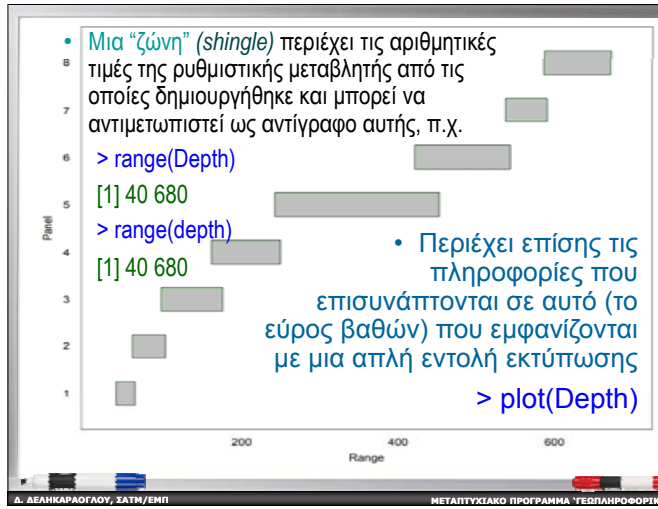 • Μια “ζώνη” (shingle) περιέχει τις αριθμητικές
τιμές της ρυθμιστικής μεταβλητής από τις
οποίες δημιουργήθηκε και μπορεί να
αντιμετωπιστεί ως αντίγραφο αυτής, π.χ.
> range(Depth)
[1] 40 680
> range(depth)
[1] 40 680
• Περιέχει επίσης τις
πληροφορίες που
επισυνάπτονται σε αυτό (το
εύρος βαθών) που εμφανίζονται
με μια απλή εντολή εκτύπωσης
> plot(Depth)
Panel
8
7
6
5
4
3
2
1
200 400 600
Range
Δ. ΔΕΛΗΚΑΡΑΟΓΛΟΥ, ΣΑΤΜ/ΕΜΠ
ΜΕΤΑΠΤΥΧΙΑΚΟ ΠΡΟΓΡΑΜΜΑ ‘ΓΕΩΠΛΗΡΟΦΟΡΙΚ